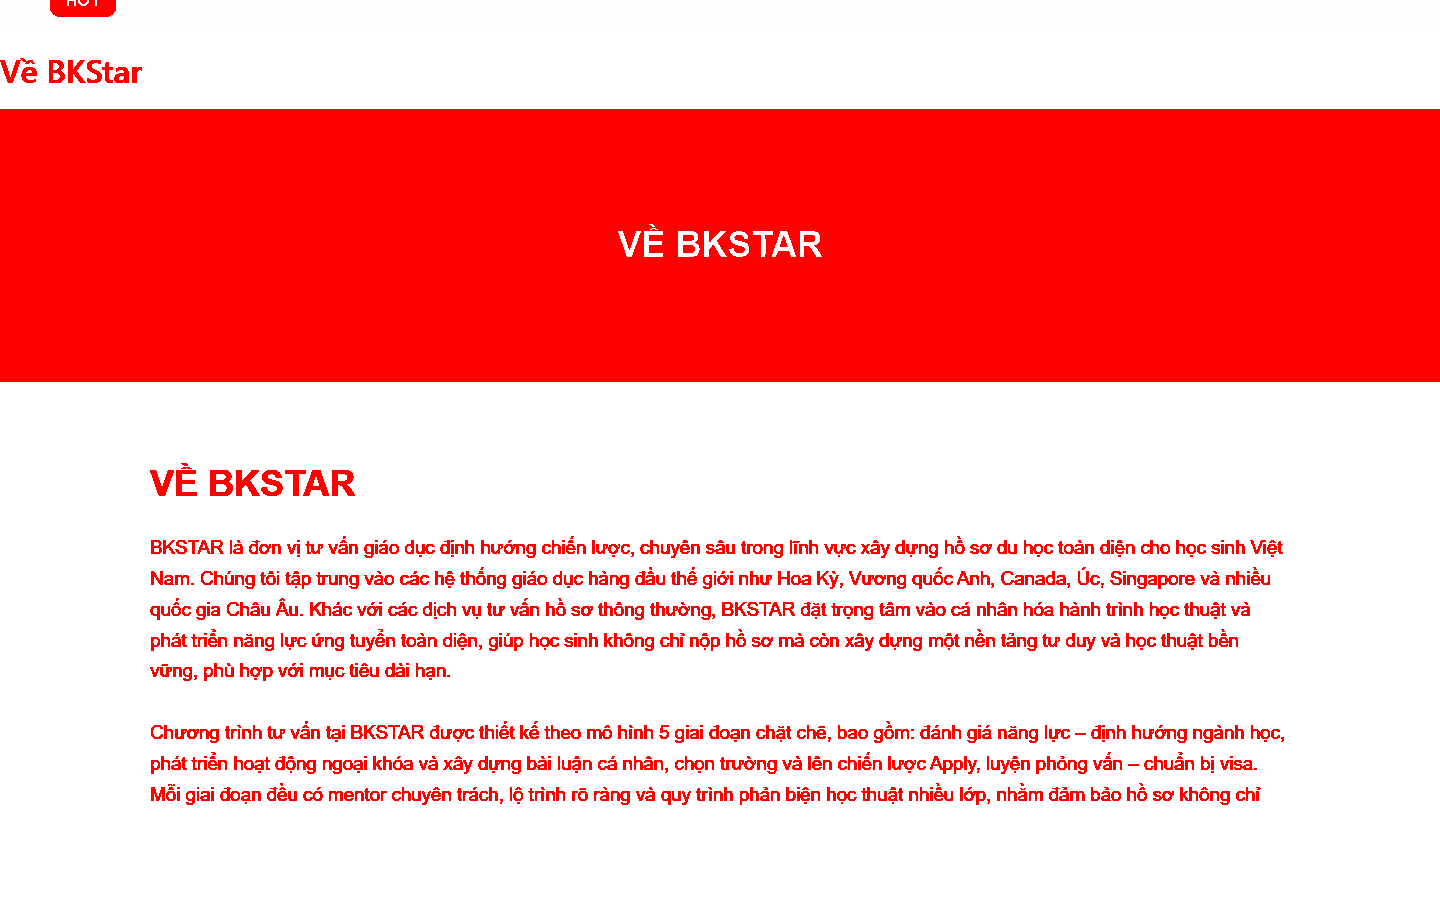 HOT
Về BKStar
VỀ BKSTAR
VỀ BKSTAR
BKSTAR là đơn vị tư vấn giáo dục định hướng chiến lược, chuyên sâu trong lĩnh vực xây dựng hồ sơ du học toàn diện cho học sinh Việt
Nam. Chúng tôi tập trung vào các hệ thống giáo dục hàng đầu thế giới như Hoa Kỳ, Vương quốc Anh, Canada, Úc, Singapore và nhiều
quốc gia Châu Âu. Khác với các dịch vụ tư vấn hồ sơ thông thường, BKSTAR đặt trọng tâm vào cá nhân hóa hành trình học thuật và
phát triển năng lực ứng tuyển toàn diện, giúp học sinh không chỉ nộp hồ sơ mà còn xây dựng một nền tảng tư duy và học thuật bền
vững, phù hợp với mục tiêu dài hạn.
Chương trình tư vấn tại BKSTAR được thiết kế theo mô hình 5 giai đoạn chặt chẽ, bao gồm: đánh giá năng lực – định hướng ngành học,
phát triển hoạt động ngoại khóa và xây dựng bài luận cá nhân, chọn trường và lên chiến lược Apply, luyện phỏng vấn – chuẩn bị visa.
Mỗi giai đoạn đều có mentor chuyên trách, lộ trình rõ ràng và quy trình phản biện học thuật nhiều lớp, nhằm đảm bảo hồ sơ không chỉ